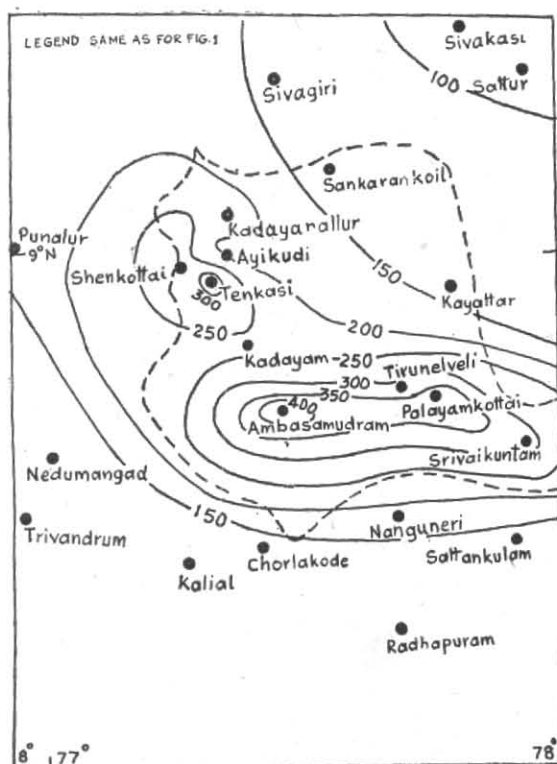 LEGEND SAME AS FOR FIG.1
Sivakasi
Sattur
100
Sivagiri
Sankarankoil
Kadayanallur
Punalur
9°N
Ayikudi
Shenkottai
Tenkasi
300
150
Kayattar
250
200
Kadayam
250
Tirunelveli
300
350
400
Palayamkottai
Ambasamudram
Srivaikuntam
Nedumangad
150
Trivandrum
Nanguneri
Chorlakode
Sattankulam
Kalial
Radhapuram
8°
77°
78°